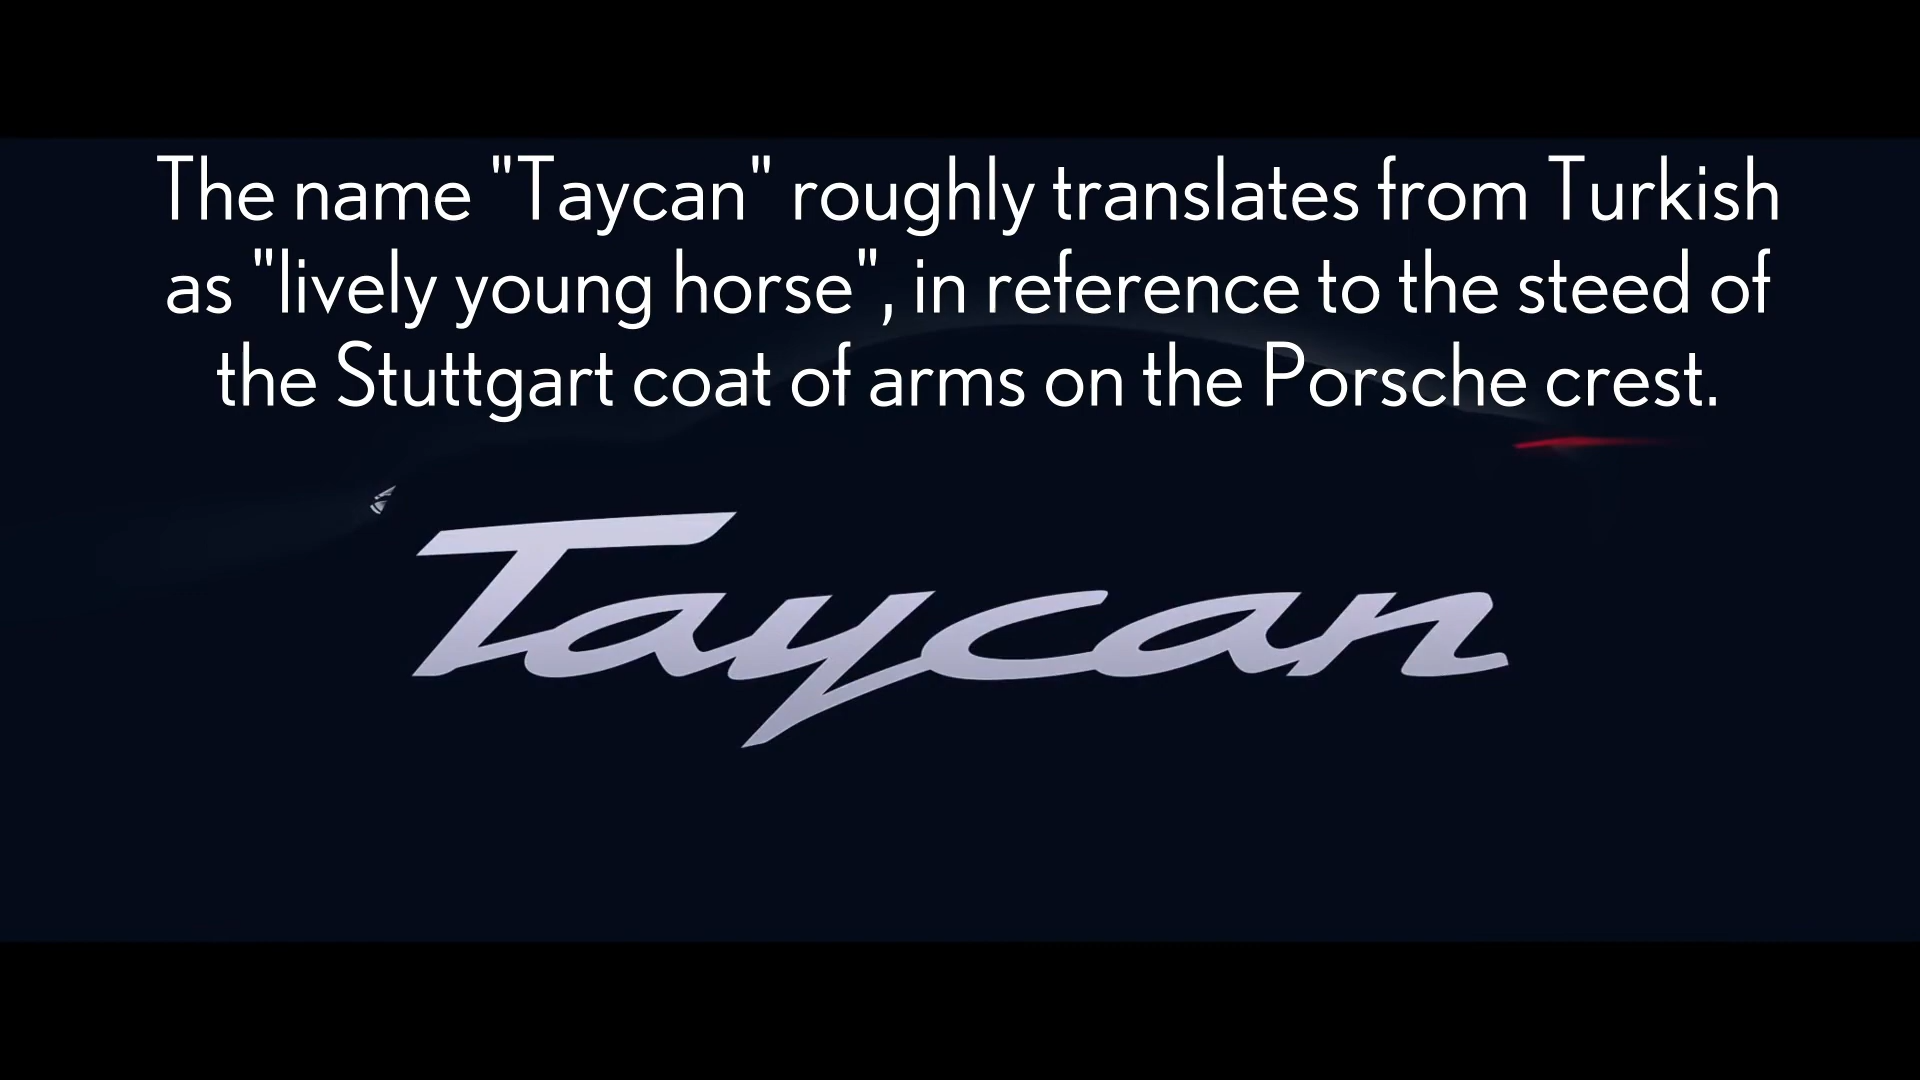 The name "Taycan" roughly translates from Turkish
as "lively young horse", in reference to the steed of
the Stuttgart coat of arms on the Porsche crest.
Taycan